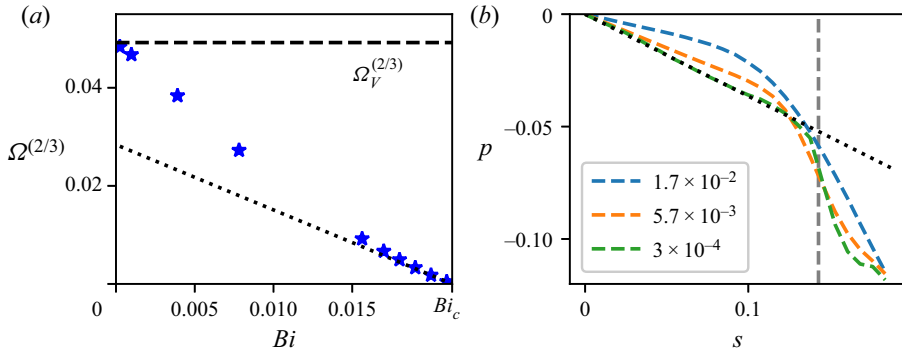 (a)
Ω_V^(2/3)
0.04
0.02
Ω^(2/3)
0
0.005
0.010
0.015
Bi_c
Bi
(b)
0
−0.05
−0.10
p
1.7 × 10^−2
5.7 × 10^−3
3 × 10^−4
0
0.1
s